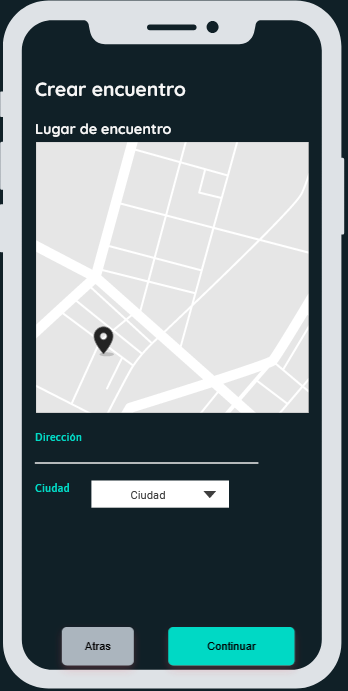 Crear encuentro
Lugar de encuentro
Dirección
Ciudad
Ciudad
Atras
Continuar